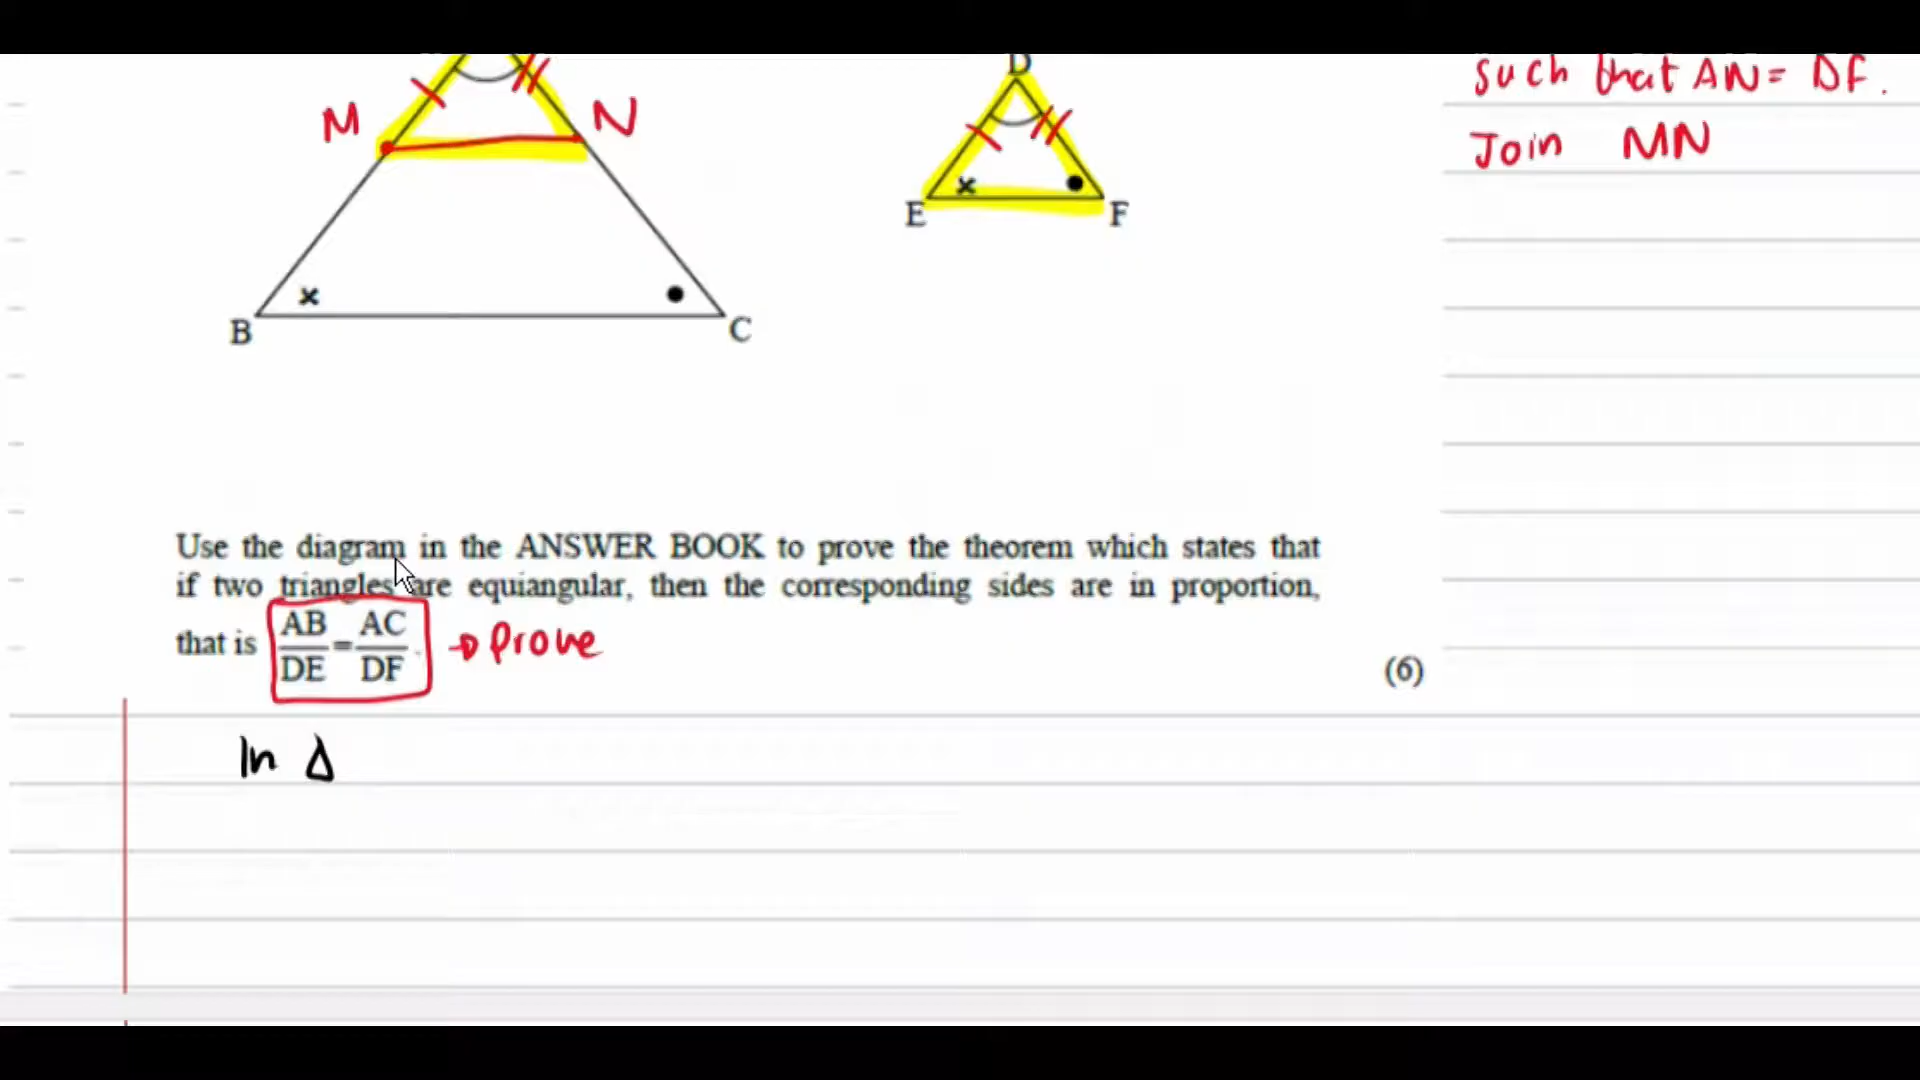 D
such that AN = DF.
M
N
Join MN
E
F
B
C
Use the diagram in the ANSWER BOOK to prove the theorem which states that
if two triangles are equiangular, then the corresponding sides are in proportion,
that is AB/DE = AC/DF. → Prove
(6)
In Δ